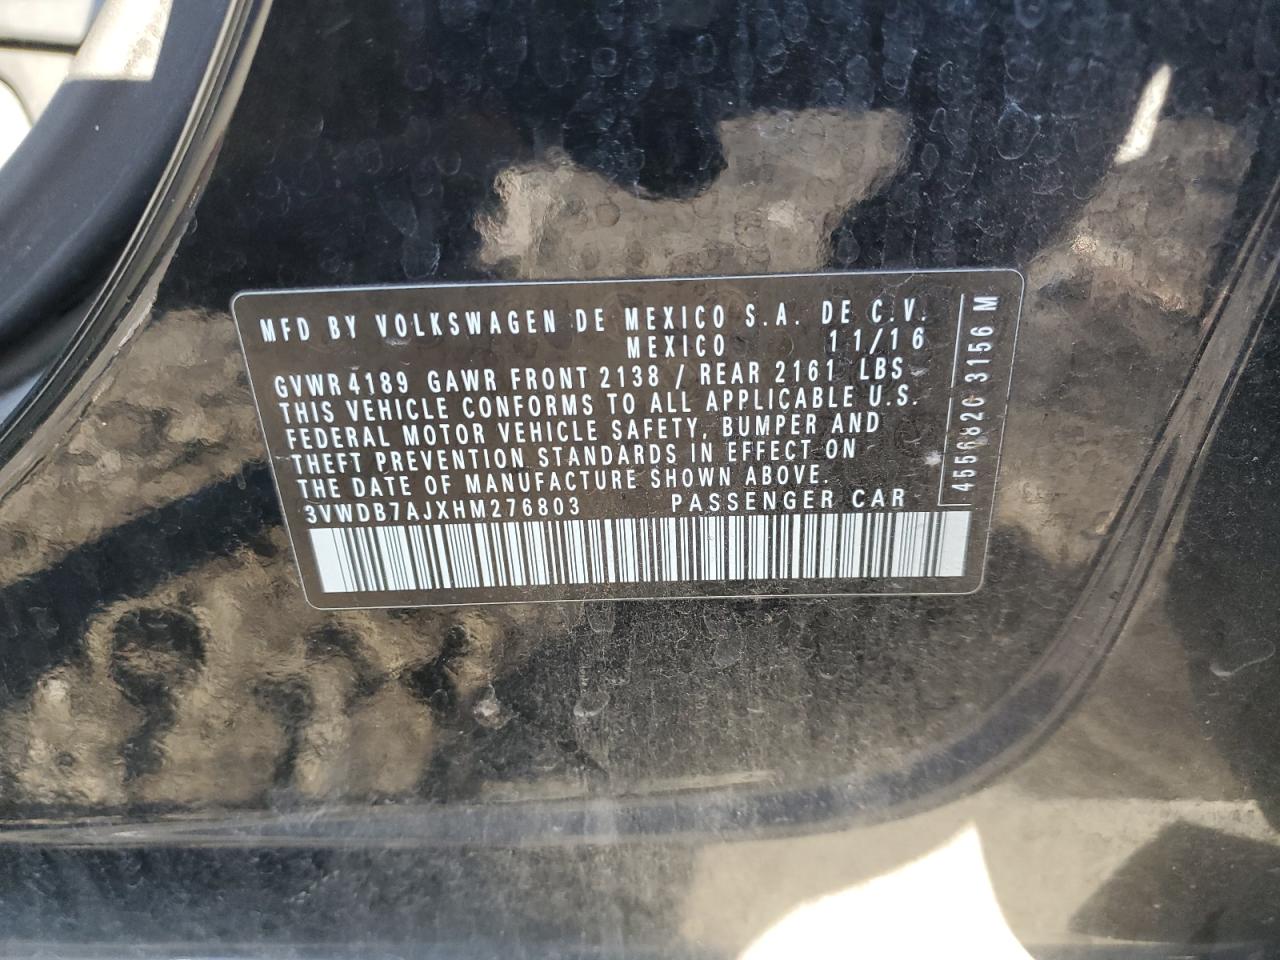 MFD BY VOLKSWAGEN DE MEXICO S.A. DE C.V.
MEXICO 11/16
GVWR 4189 GAWR FRONT 2138 / REAR 2161 LBS
THIS VEHICLE CONFORMS TO ALL APPLICABLE U.S.
FEDERAL MOTOR VEHICLE SAFETY, BUMPER AND
THEFT PREVENTION STANDARDS IN EFFECT ON
THE DATE OF MANUFACTURE SHOWN ABOVE.
3VWDB7AJXHM276803 PASSENGER CAR
3156 M